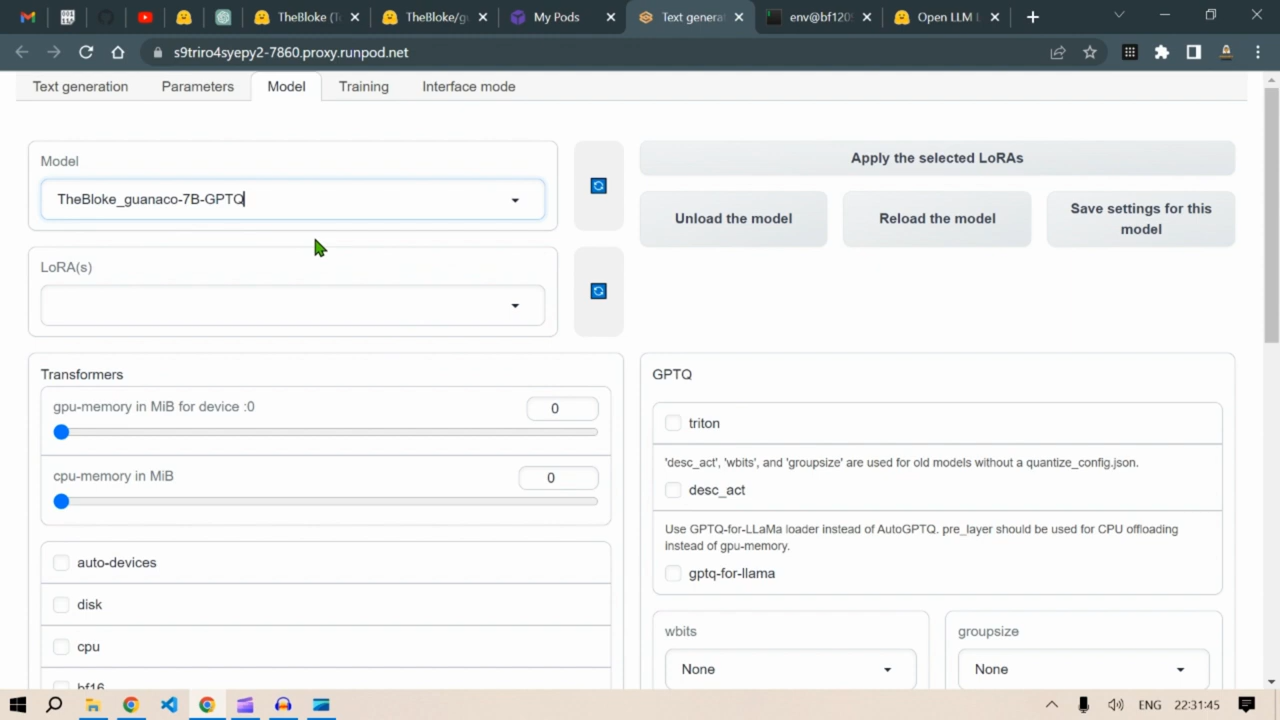 TheBloke (T
TheBloke/g
My Pods
Text genera
env@bf120
Open LLM L
s9triro4syepy2-7860.proxy.runpod.net
Text generation
Parameters
Model
Training
Interface mode
Model
TheBloke_guanaco-7B-GPTQ
Apply the selected LoRAs
Unload the model
Reload the model
Save settings for this
model
LoRA(s)
Transformers
gpu-memory in MiB for device :0
0
cpu-memory in MiB
0
auto-devices
disk
cpu
bf16
GPTQ
triton
'desc_act', 'wbits', and 'groupsize' are used for old models without a quantize_config.json.
desc_act
Use GPTQ-for-LLaMa loader instead of AutoGPTQ. pre_layer should be used for CPU offloading
instead of gpu-memory.
gptq-for-llama
wbits
None
groupsize
None
ENG
22:31:45